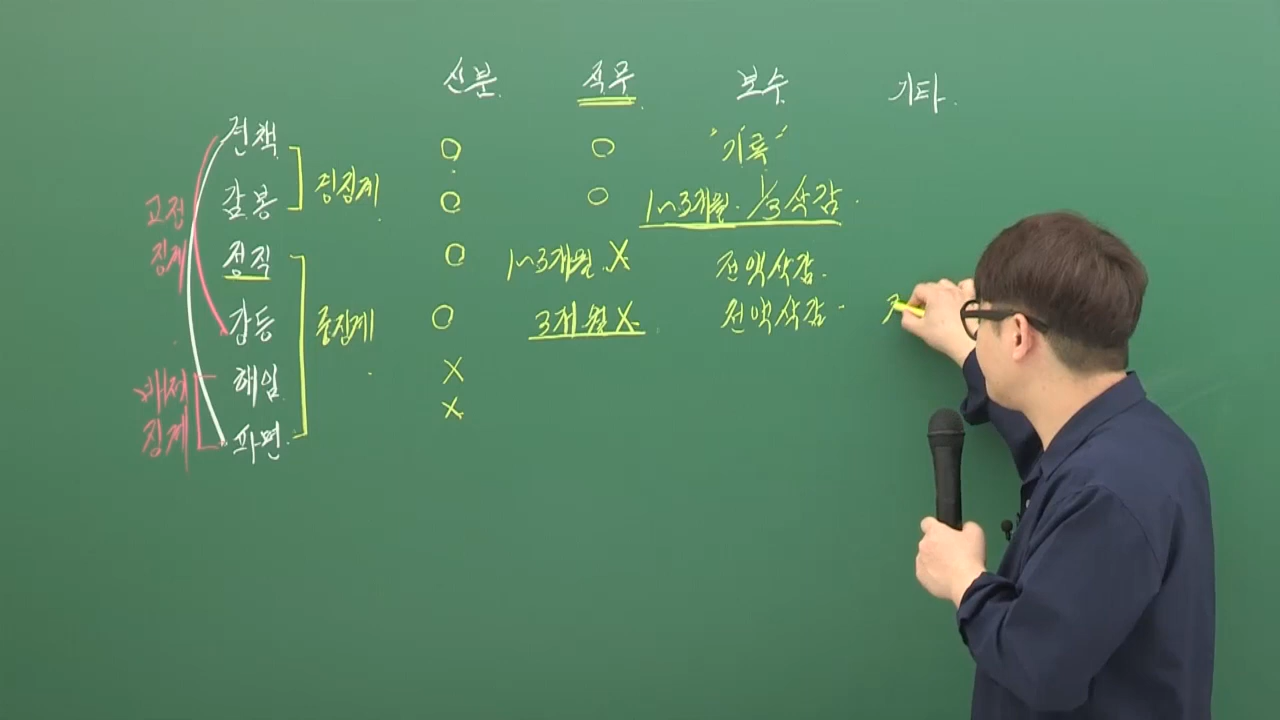 신분 직무 보수 기타
견책 ○ ○ "기록"
감봉 경징계 ○ ○ 1~3개월 1/3 삭감
정직 ○ 1~3개월 X 전액삭감
강등 중징계 ○ 3개월 X 전액삭감
해임 X
파면 X
교정
징계
배제
징계